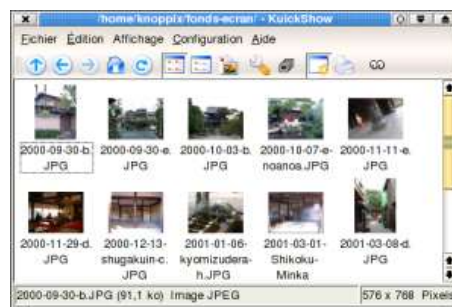 /home/knoppix/fonds-ecran/ - KuickShow
Fichier Édition Affichage Configuration Aide
2000-09-30-b.JPG 2000-09-30-e.JPG 2000-10-03-b.JPG 2000-10-07-e-noanoa.JPG 2000-11-11-e.JPG
2000-11-29-d.JPG 2000-12-13-shugakuin-c.JPG 2001-01-06-kyomizudera-h.JPG 2001-03-01-Shikoku-Minka 2001-03-08-d.JPG
2000-09-30-b.JPG (91,1 ko) Image JPEG 576 x 768 Pixels